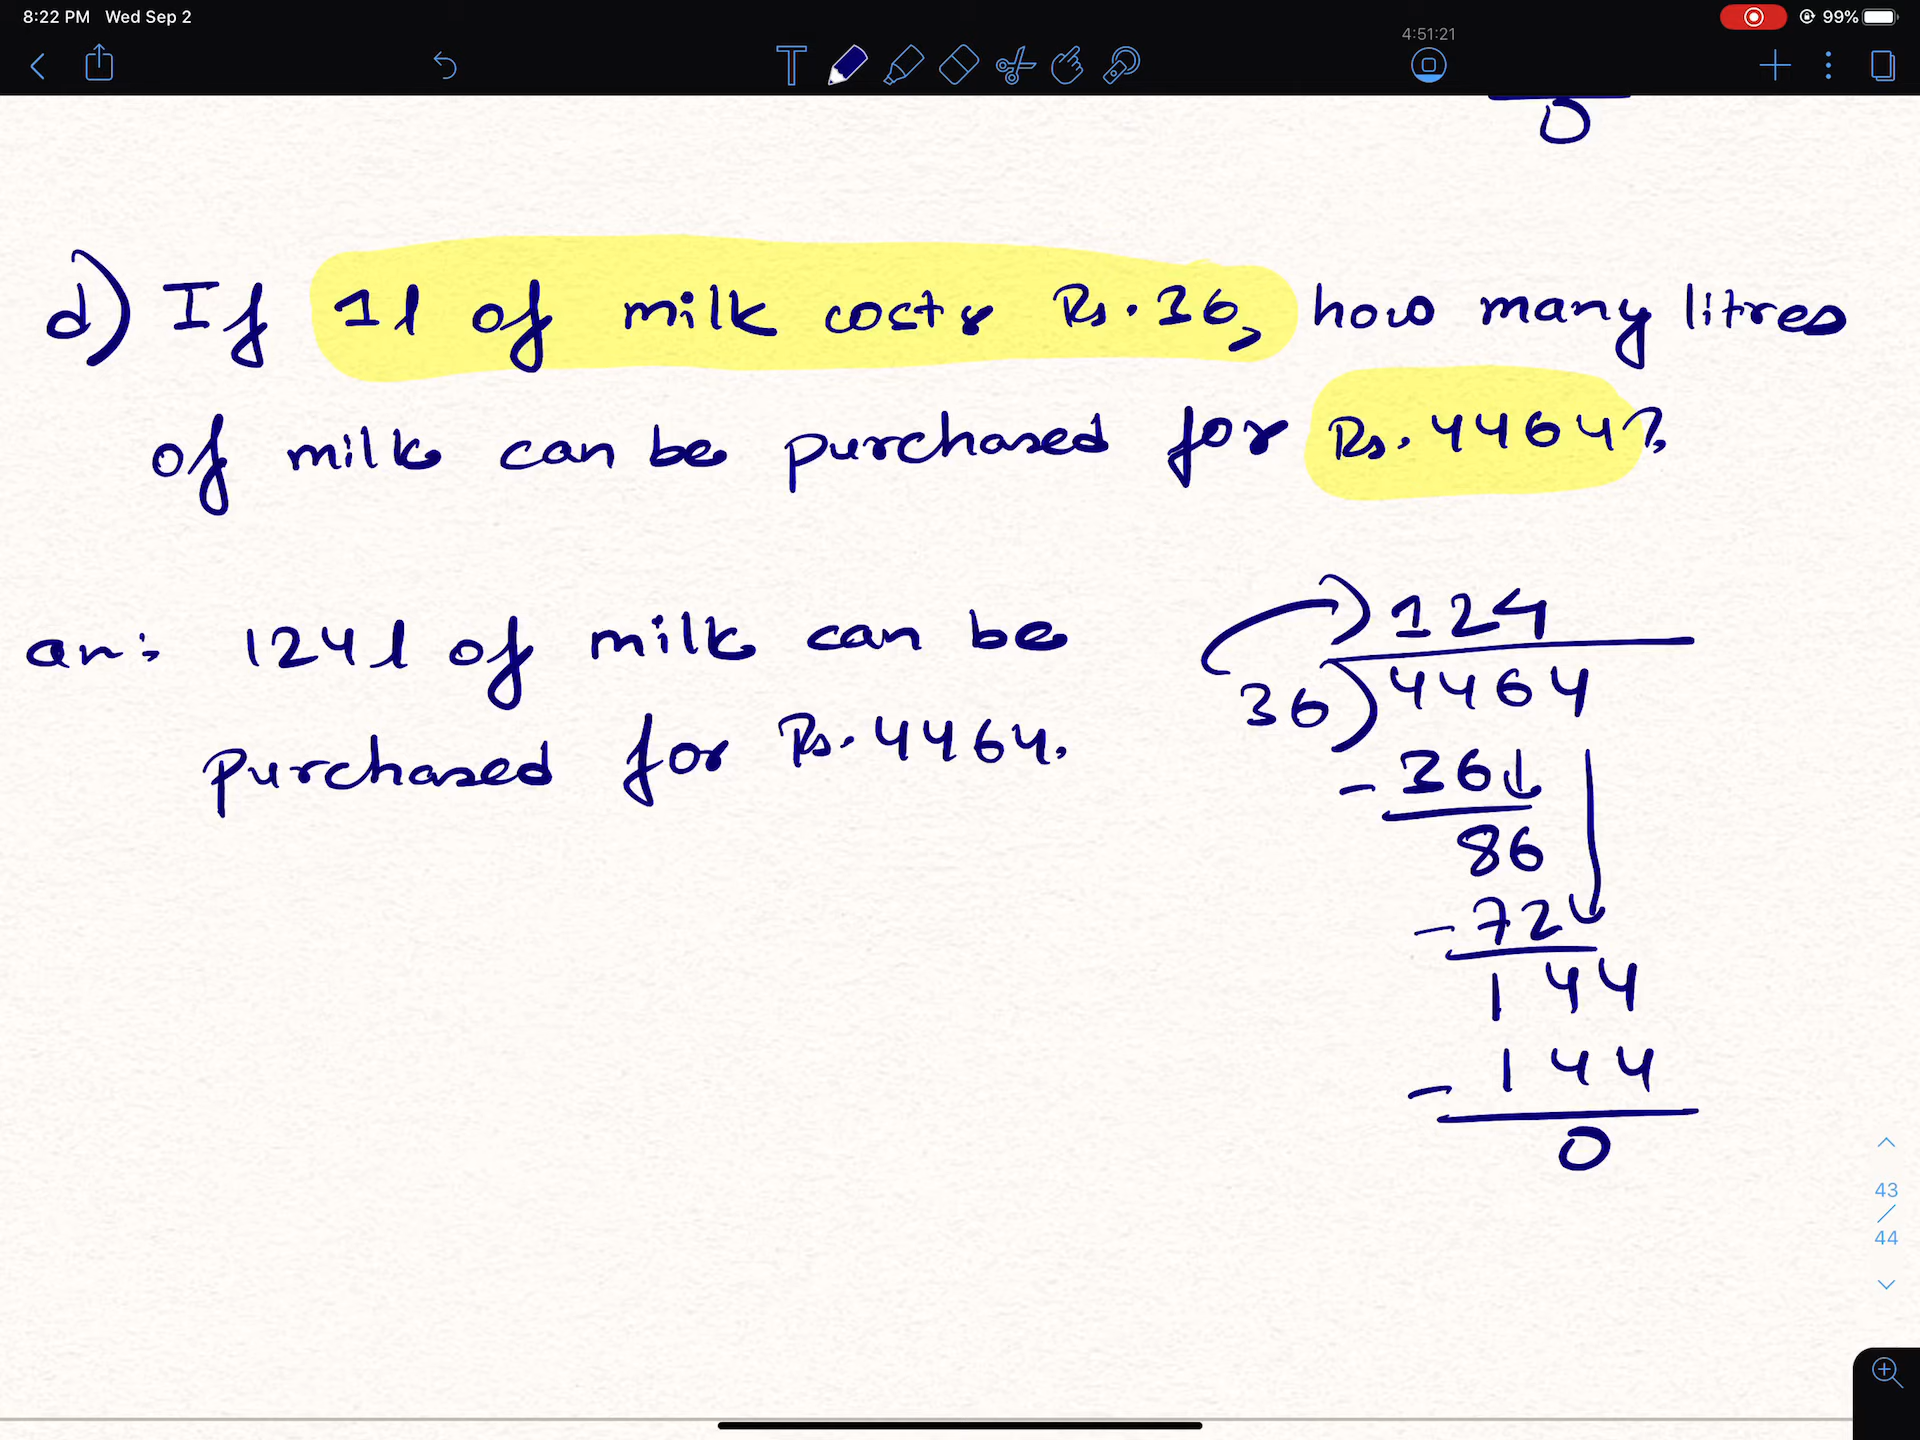 8:22 PM Wed Sep 2
99%
4:51:21
T
0
d) If 1l of milk costs Rs.36, how many litres
of milk can be purchased for Rs.4464?
ans: 124l of milk can be
purchased for Rs.4464.
124
36)4464
-36
86
-72
144
-144
0
43
/
44